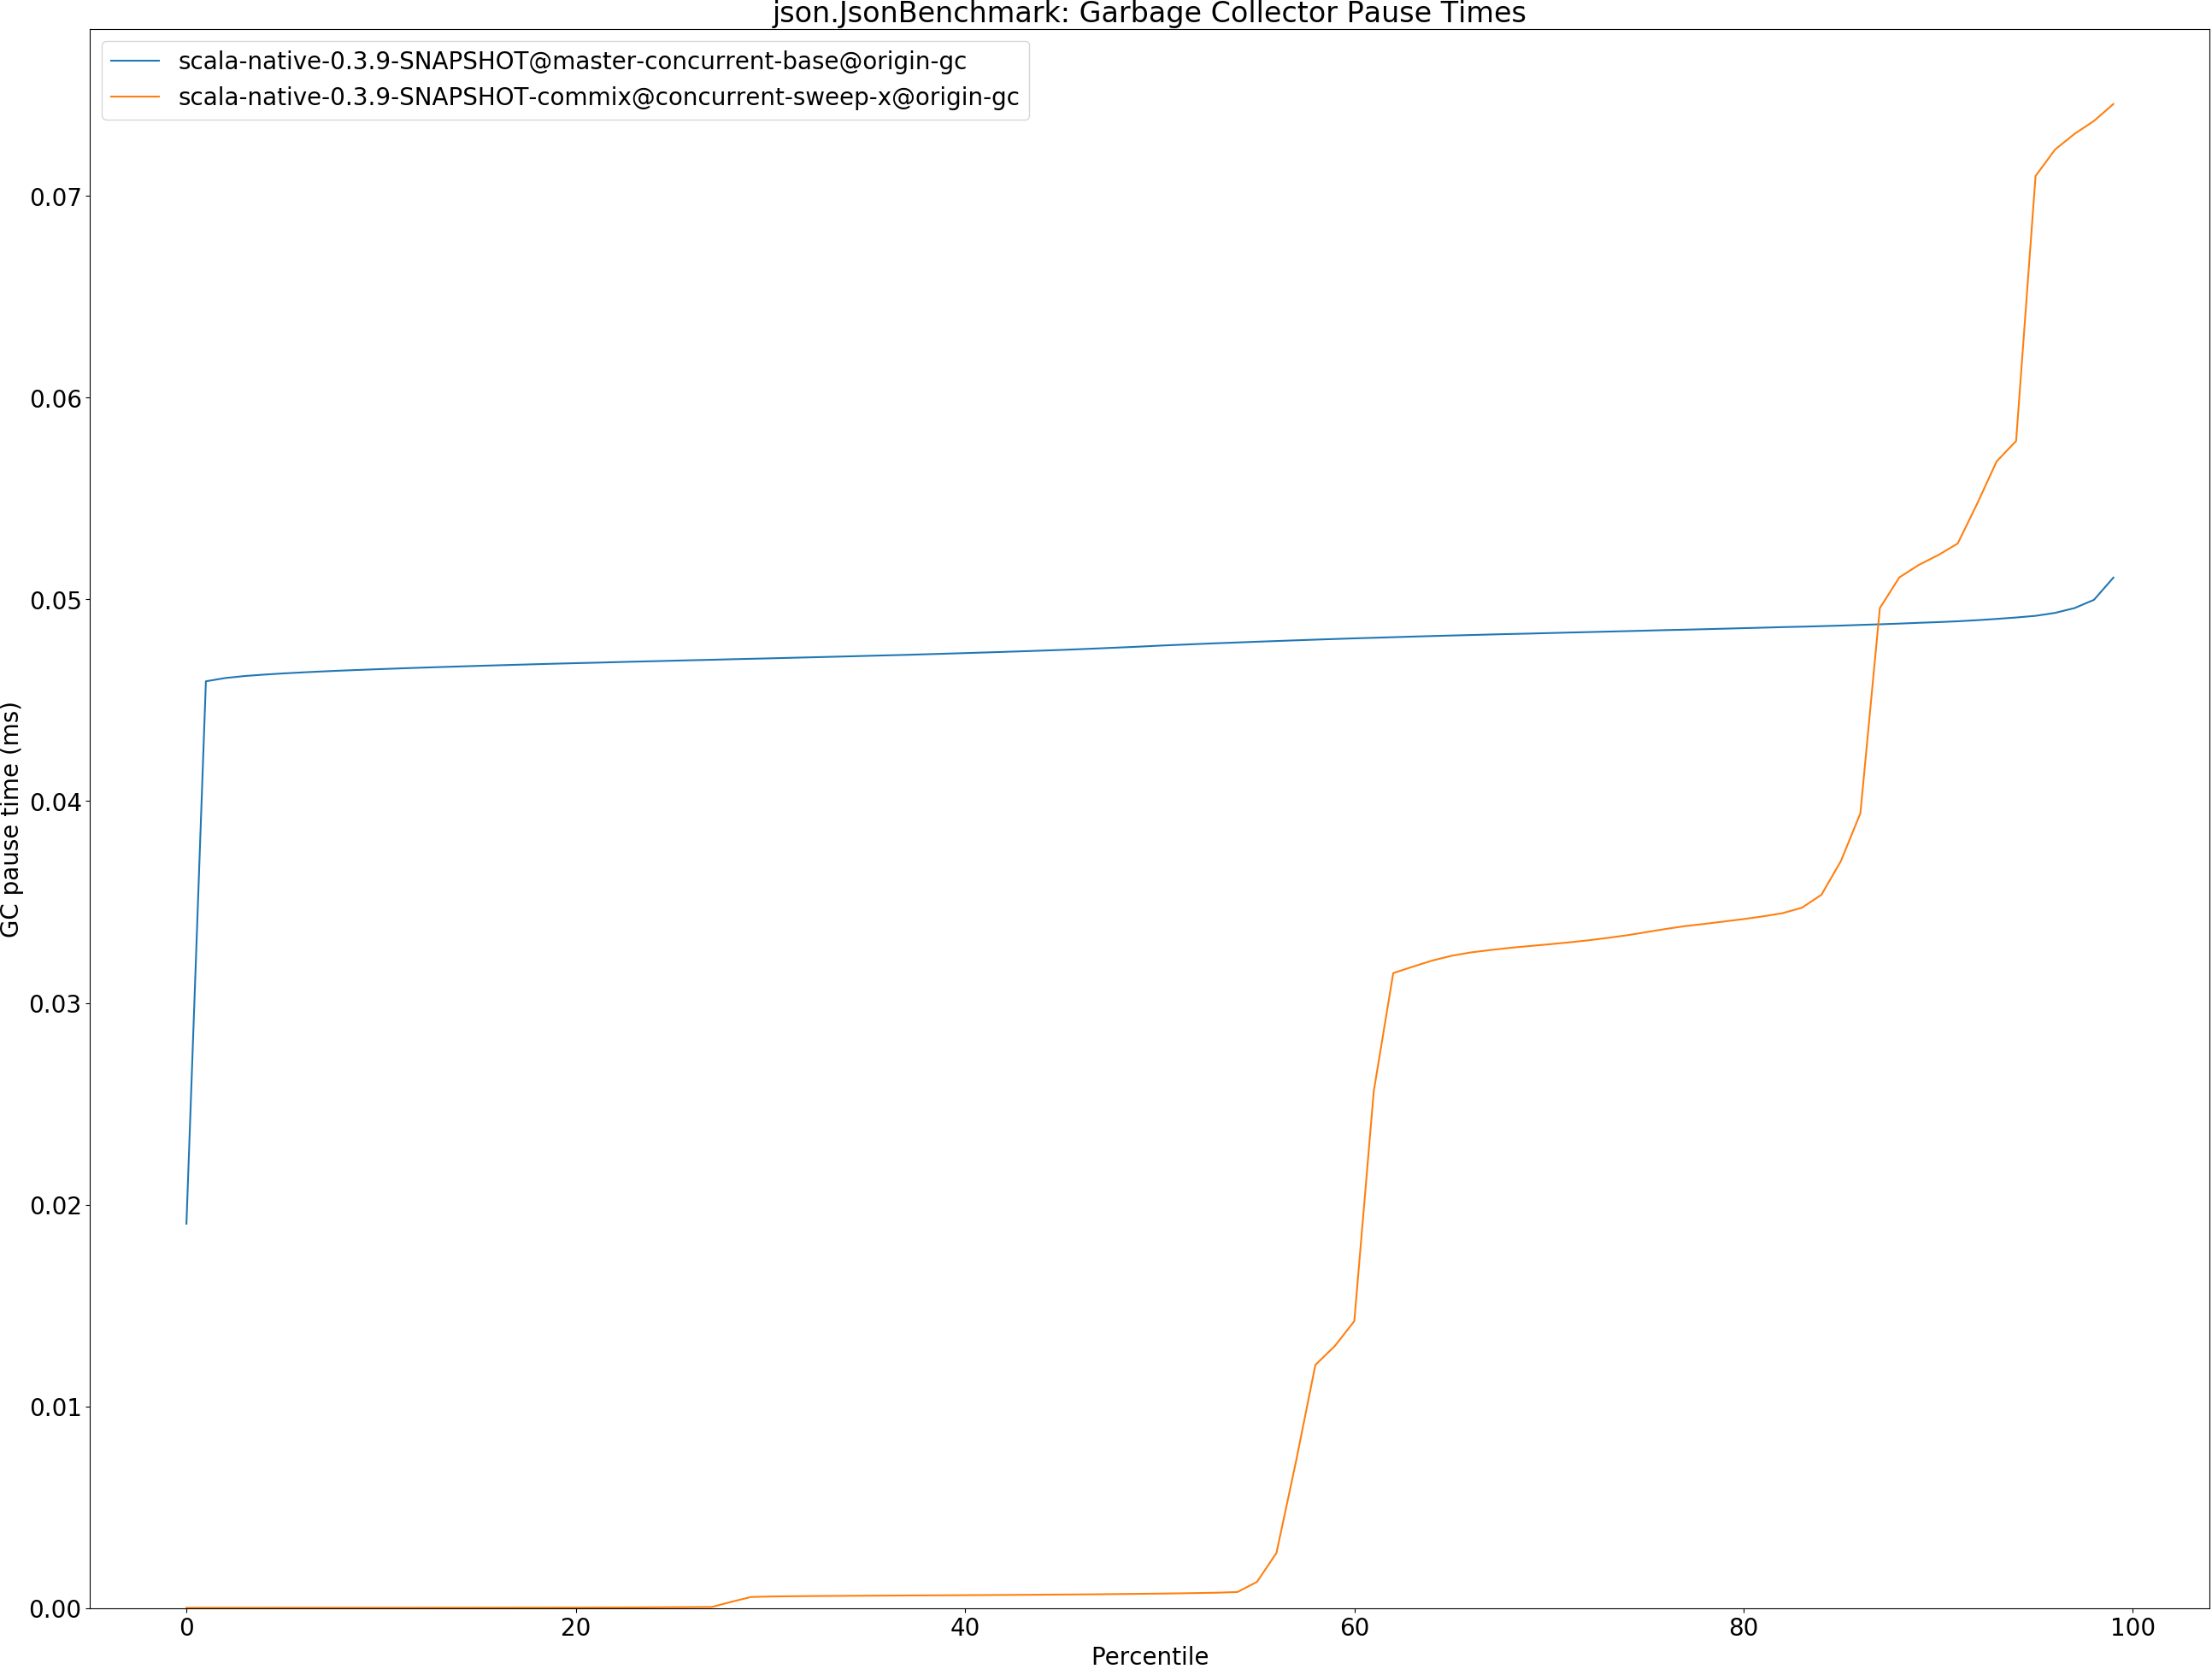 json.JsonBenchmark: Garbage Collector Pause Times
scala-native-0.3.9-SNAPSHOT@master-concurrent-base@origin-gc
scala-native-0.3.9-SNAPSHOT-commix@concurrent-sweep-x@origin-gc
GC pause time (ms)
0.07
0.06
0.05
0.04
0.03
0.02
0.01
0.00
0 20 40 60 80 100
Percentile